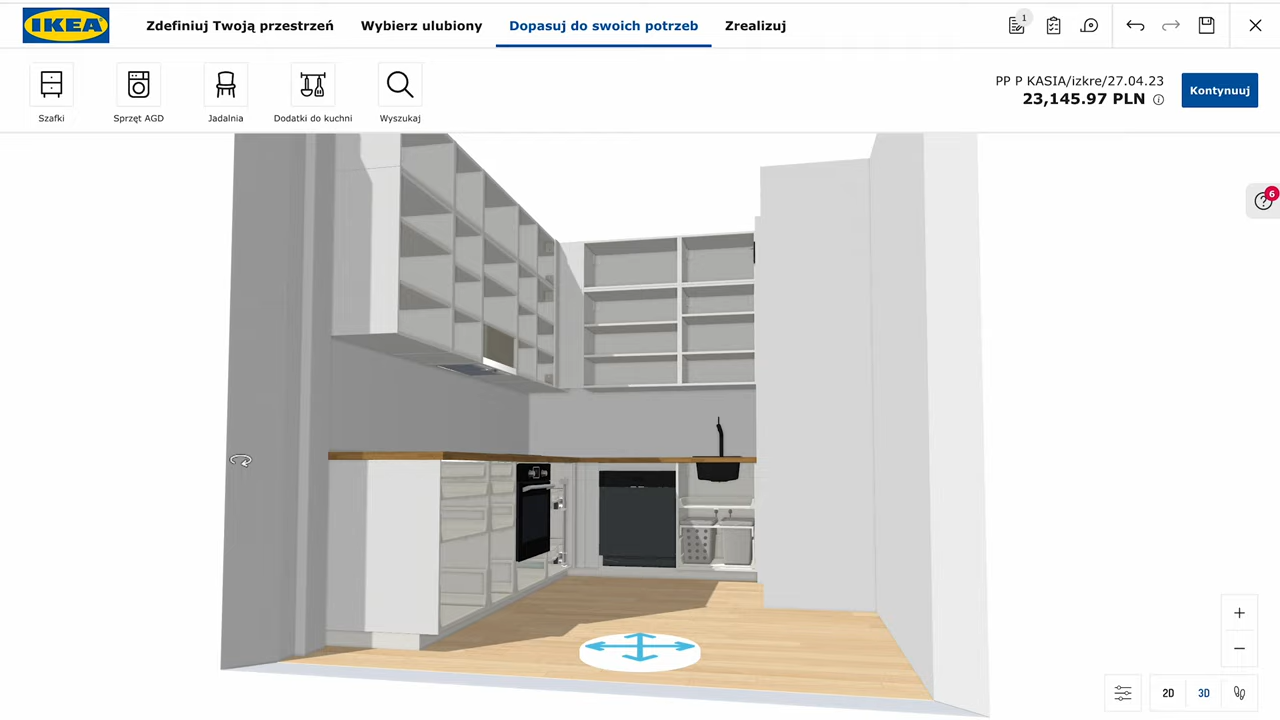 IKEA
Zdefiniuj Twoją przestrzeń
Wybierz ulubiony
Dopasuj do swoich potrzeb
Zrealizuj
1
Szafki
Sprzęt AGD
Jadalnia
Dodatki do kuchni
Wyszukaj
PP P KASIA/izkre/27.04.23
23,145.97 PLN
Kontynuuj
6
2D
3D